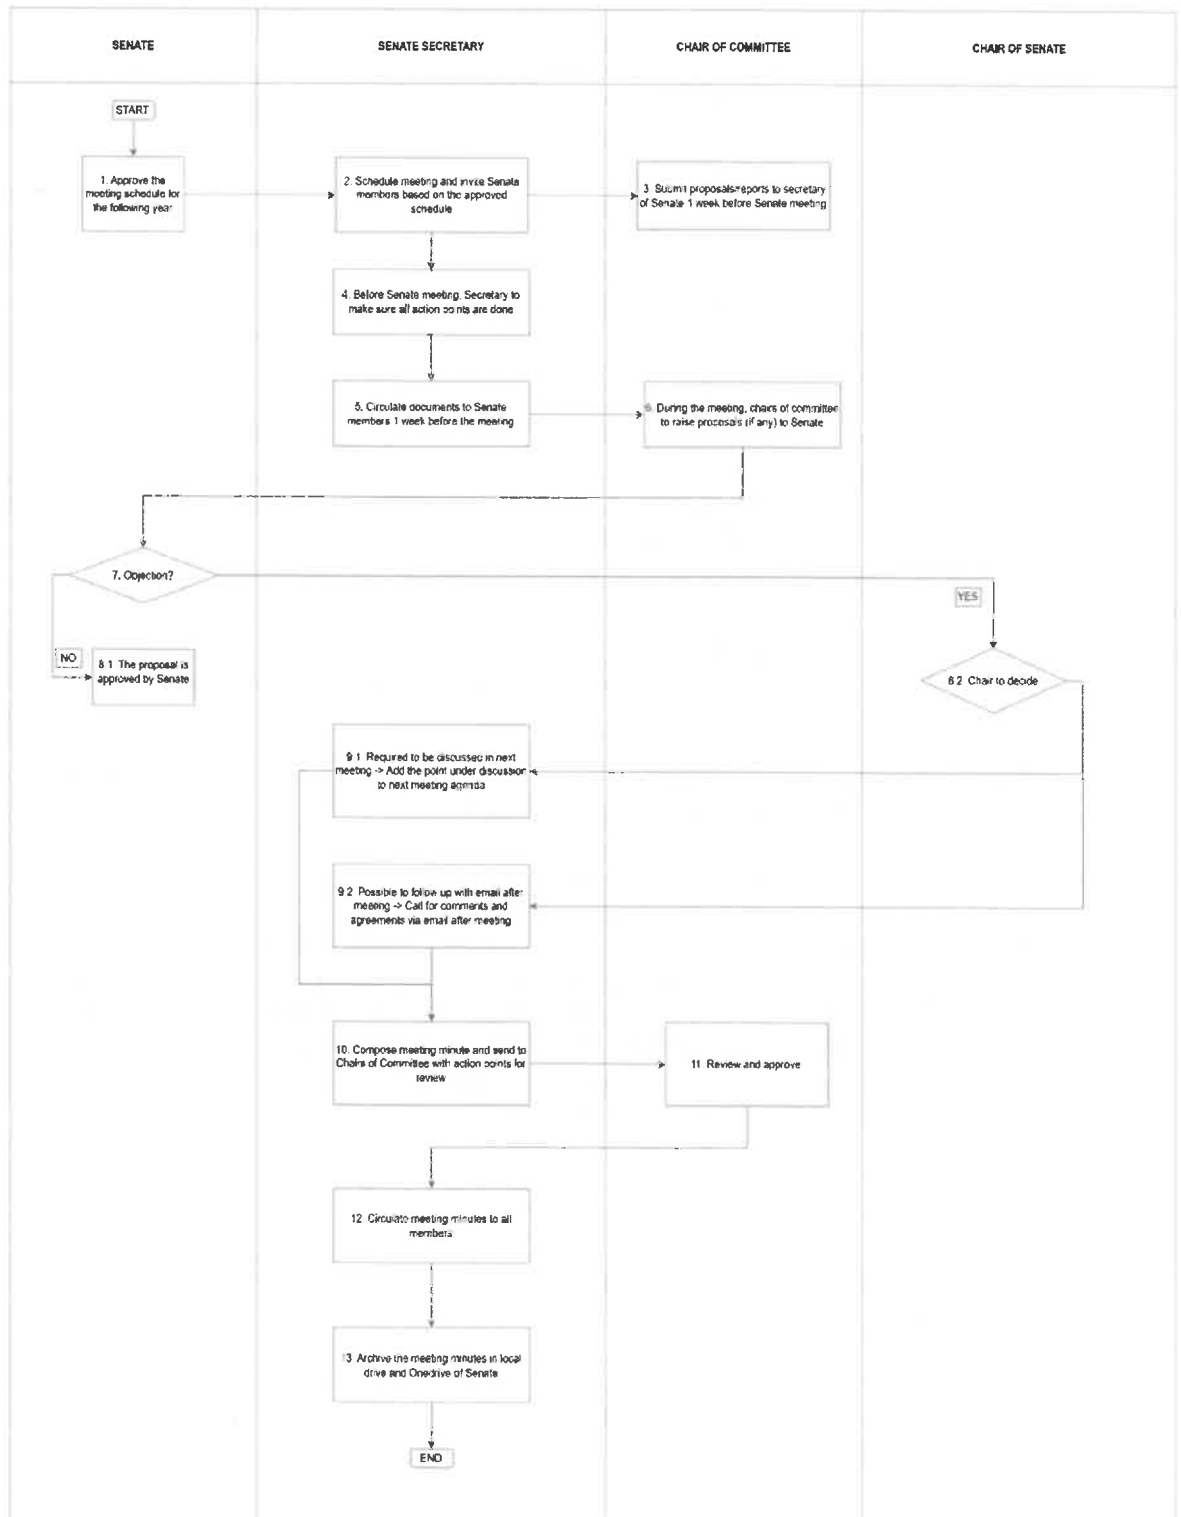 SENATE
SENATE SECRETARY
CHAIR OF COMMITTEE
CHAIR OF SENATE
START
1. Approve the
meeting schedule for
the following year
2. Schedule meeting and invite Senate
members based on the approved
schedule
3. Submit proposals/reports to secretary
of Senate 1 week before Senate meeting
4. Before Senate meeting, Secretary to
make sure all action points are done
5. Circulate documents to Senate
members 1 week before the meeting
6. During the meeting, chairs of committee
to raise proposals (if any) to Senate
7. Objection?
YES
NO
8.1 The proposal is
approved by Senate
8.2 Chair to decide
9.1 Required to be discussed in next
meeting -> Add the point under discussion
to next meeting agenda
9.2 Possible to follow up with email after
meeting -> Call for comments and
agreements via email after meeting
10. Compose meeting minute and send to
Chairs of Committee with action points for
review
11. Review and approve
12. Circulate meeting minutes to all
members
13. Archive the meeting minutes in local
drive and Onedrive of Senate
END